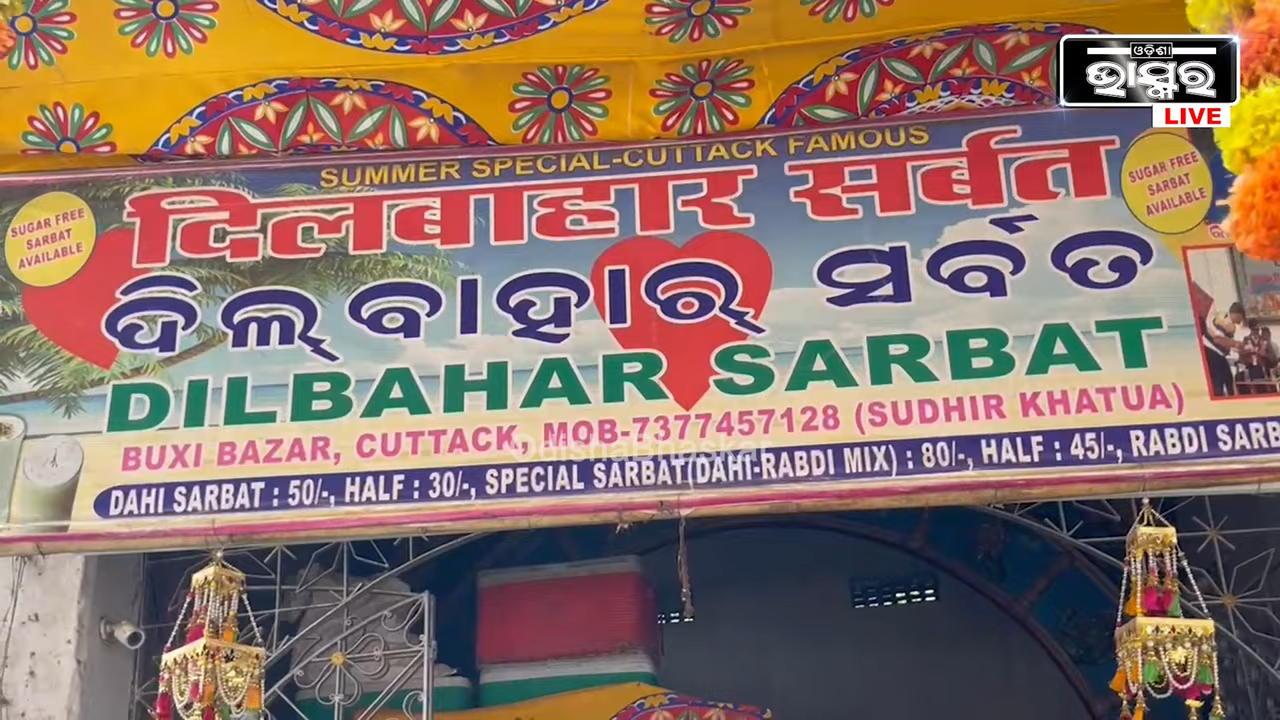 ଓଡ଼ିଶା
ଭାସ୍କର
LIVE
SUMMER SPECIAL-CUTTACK FAMOUS
दिलबाहार सर्बत
SUGAR FREE
SARBAT
AVAILABLE
SUGAR FREE
SARBAT
AVAILABLE
ଦିଲ୍ ବାହାର୍ ସର୍ବତ
DILBAHAR SARBAT
BUXI BAZAR, CUTTACK, MOB-7377457128 (SUDHIR KHATUA)
OdishaBhaskar
DAHI SARBAT : 50/-, HALF : 30/-, SPECIAL SARBAT(DAHI-RABDI MIX) : 80/-, HALF : 45/-, RABDI SARB